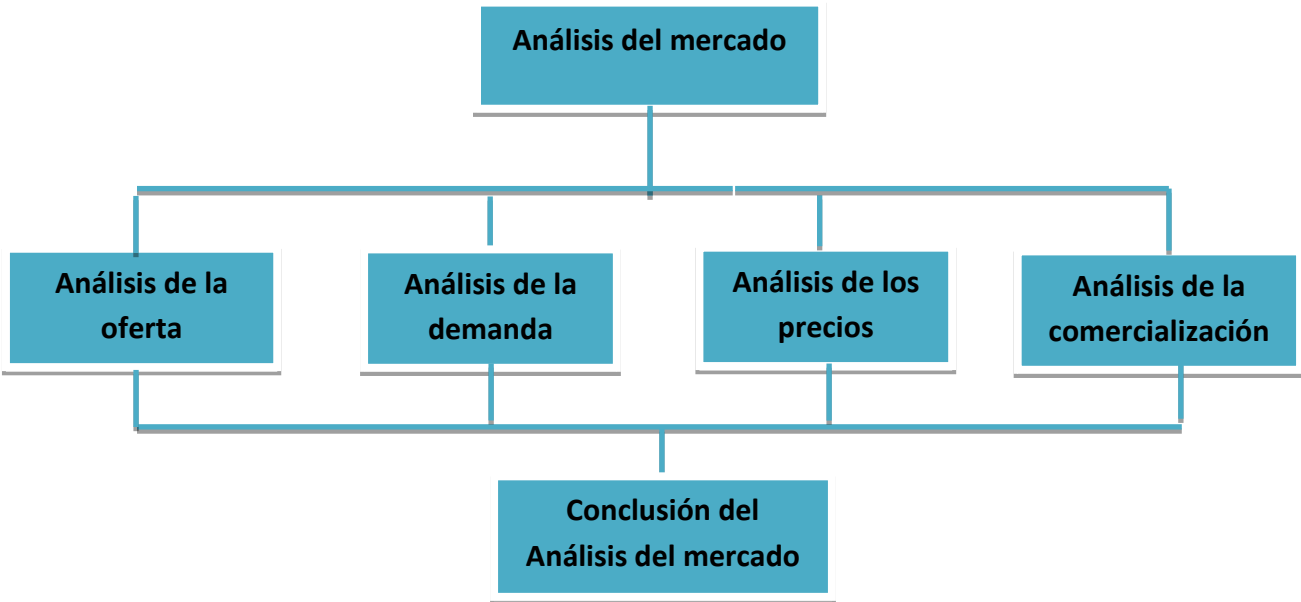 Análisis del mercado
Análisis de la
oferta
Análisis de la
demanda
Análisis de los
precios
Análisis de la
comercialización
Conclusión del
Análisis del mercado